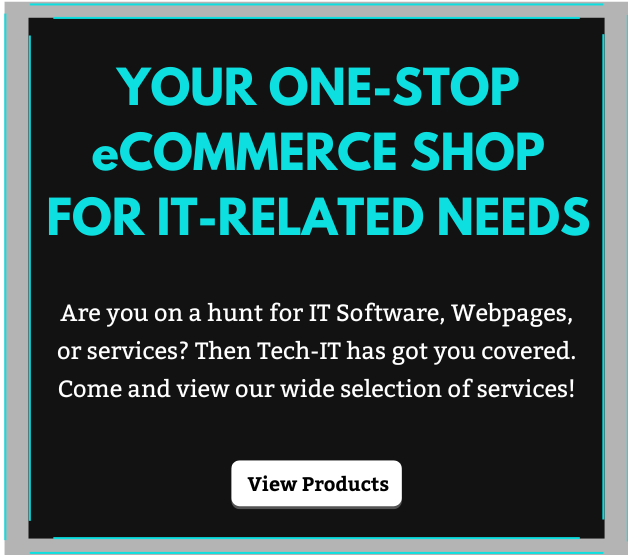 YOUR ONE-STOP
eCOMMERCE SHOP
FOR IT-RELATED NEEDS
Are you on a hunt for IT Software, Webpages,
or services? Then Tech-IT has got you covered.
Come and view our wide selection of services!
View Products